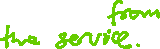 from
the service.